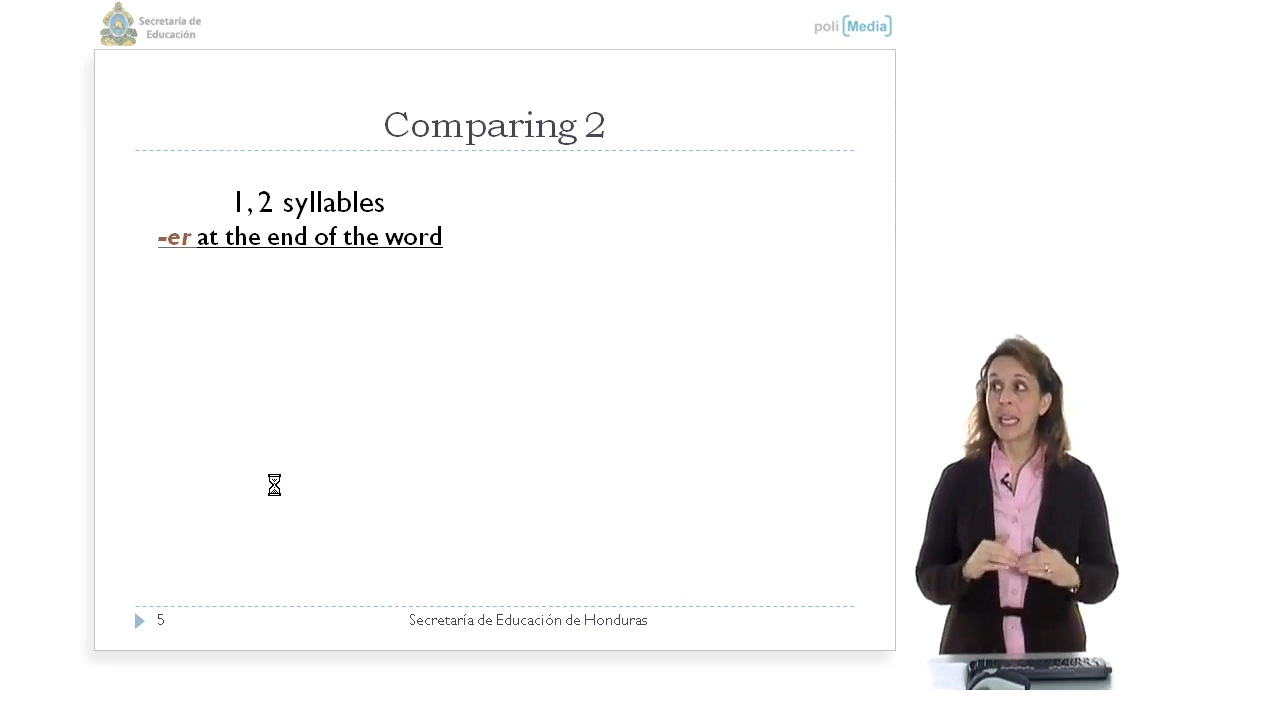 Secretaría de
Educación
poli [Media]
Comparing 2
1, 2 syllables
-er at the end of the word
5
Secretaría de Educación de Honduras